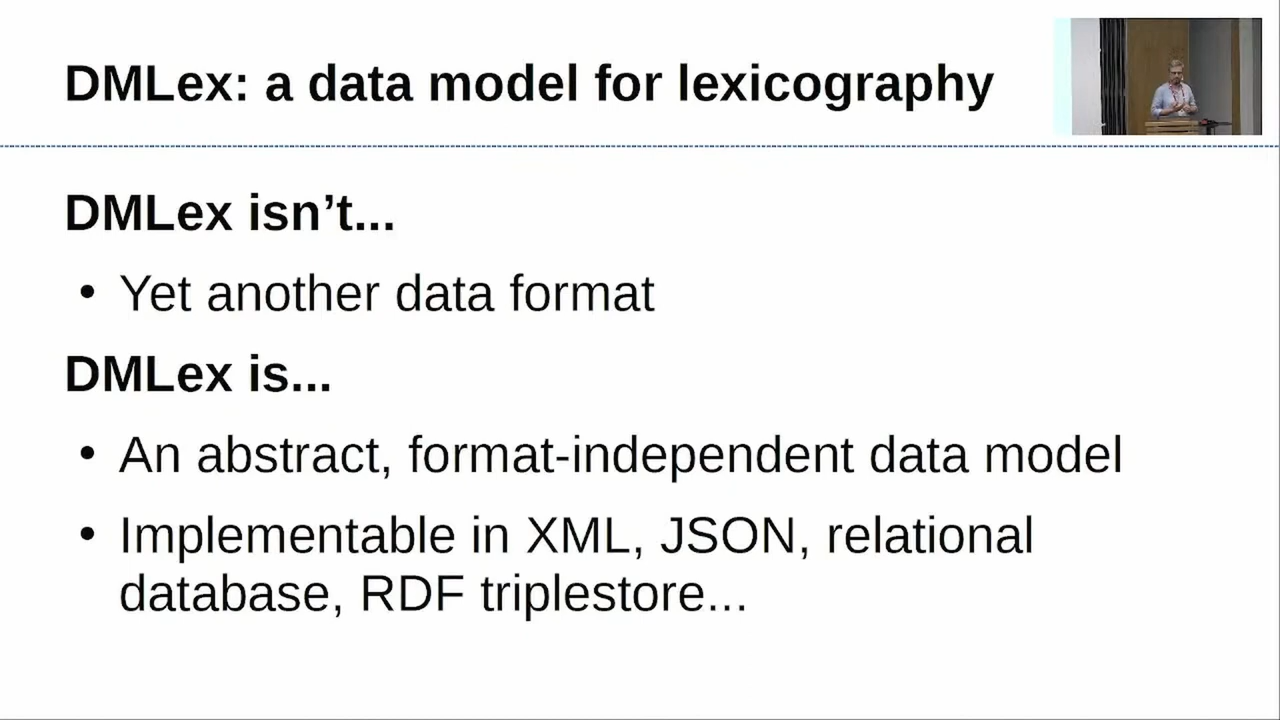 DMLex: a data model for lexicography
DMLex isn’t...
• Yet another data format
DMLex is...
• An abstract, format-independent data model
• Implementable in XML, JSON, relational
database, RDF triplestore...